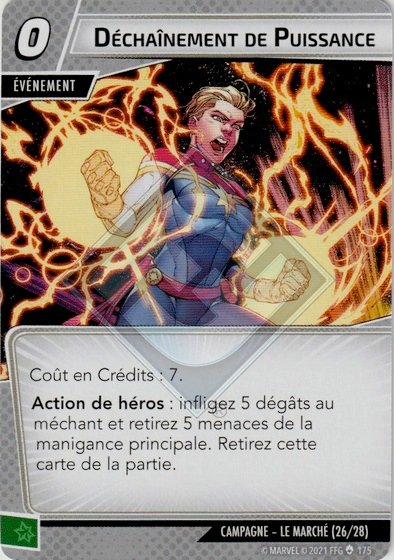 0
DÉCHAÎNEMENT DE PUISSANCE
ÉVÉNEMENT
Coût en Crédits : 7.
Action de héros : infligez 5 dégâts au
méchant et retirez 5 menaces de la
manigance principale. Retirez cette
carte de la partie.
CAMPAGNE – LE MARCHÉ (26/28)
© MARVEL © 2021 FFG 175